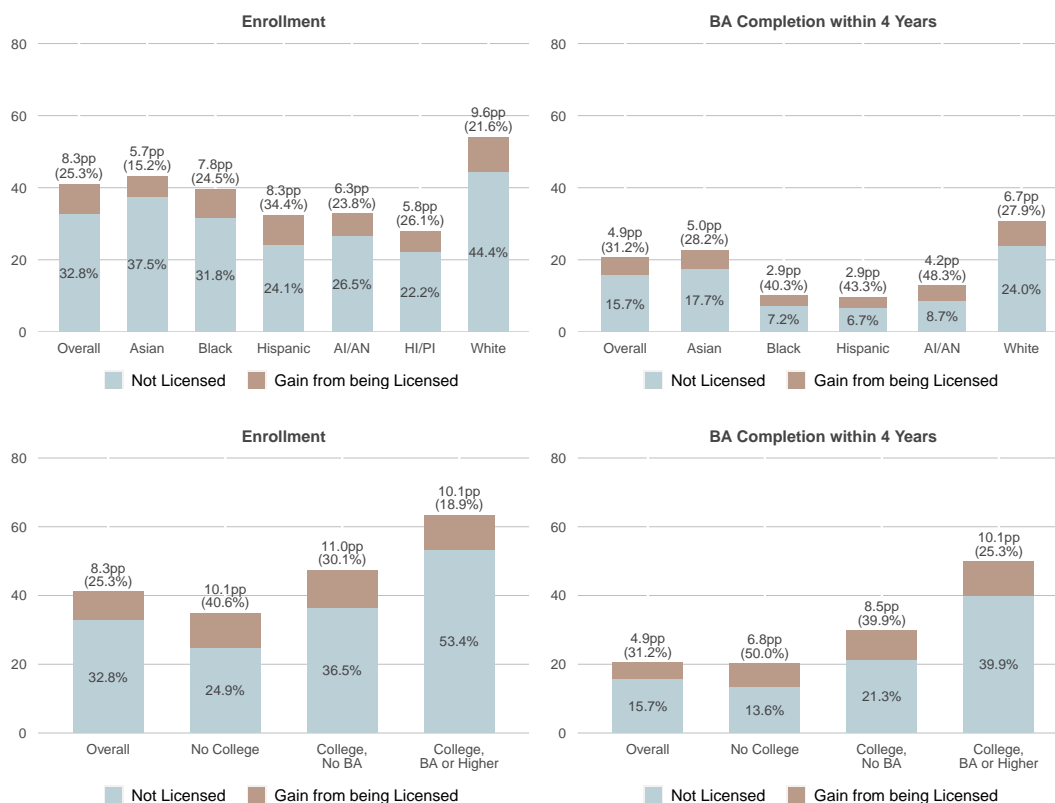 Enrollment
80
60
40
20
0
8.3pp
(25.3%)
32.8%
5.7pp
(15.2%)
37.5%
7.8pp
(24.5%)
31.8%
8.3pp
(34.4%)
24.1%
6.3pp
(23.8%)
26.5%
5.8pp
(26.1%)
22.2%
9.6pp
(21.6%)
44.4%
Overall Asian Black Hispanic AI/AN HI/PI White
Not Licensed Gain from being Licensed
BA Completion within 4 Years
80
60
40
20
0
4.9pp
(31.2%)
15.7%
5.0pp
(28.2%)
17.7%
2.9pp
(40.3%)
7.2%
2.9pp
(43.3%)
6.7%
4.2pp
(48.3%)
8.7%
6.7pp
(27.9%)
24.0%
Overall Asian Black Hispanic AI/AN White
Not Licensed Gain from being Licensed
Enrollment
80
60
40
20
0
8.3pp
(25.3%)
32.8%
10.1pp
(40.6%)
24.9%
11.0pp
(30.1%)
36.5%
10.1pp
(18.9%)
53.4%
Overall No College College, College,
No BA BA or Higher
Not Licensed Gain from being Licensed
BA Completion within 4 Years
80
60
40
20
0
4.9pp
(31.2%)
15.7%
6.8pp
(50.0%)
13.6%
8.5pp
(39.9%)
21.3%
10.1pp
(25.3%)
39.9%
Overall No College College, College,
No BA BA or Higher
Not Licensed Gain from being Licensed